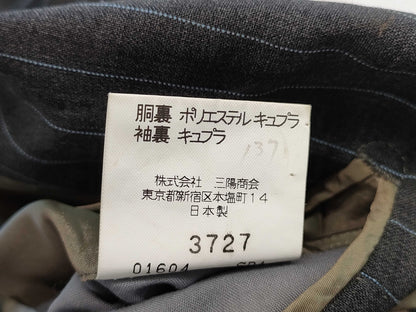 胴裏 ポリエステル キュプラ
袖裏 キュプラ
137
株式会社 三陽商会
東京都新宿区本塩町14
日本製
3727
01604